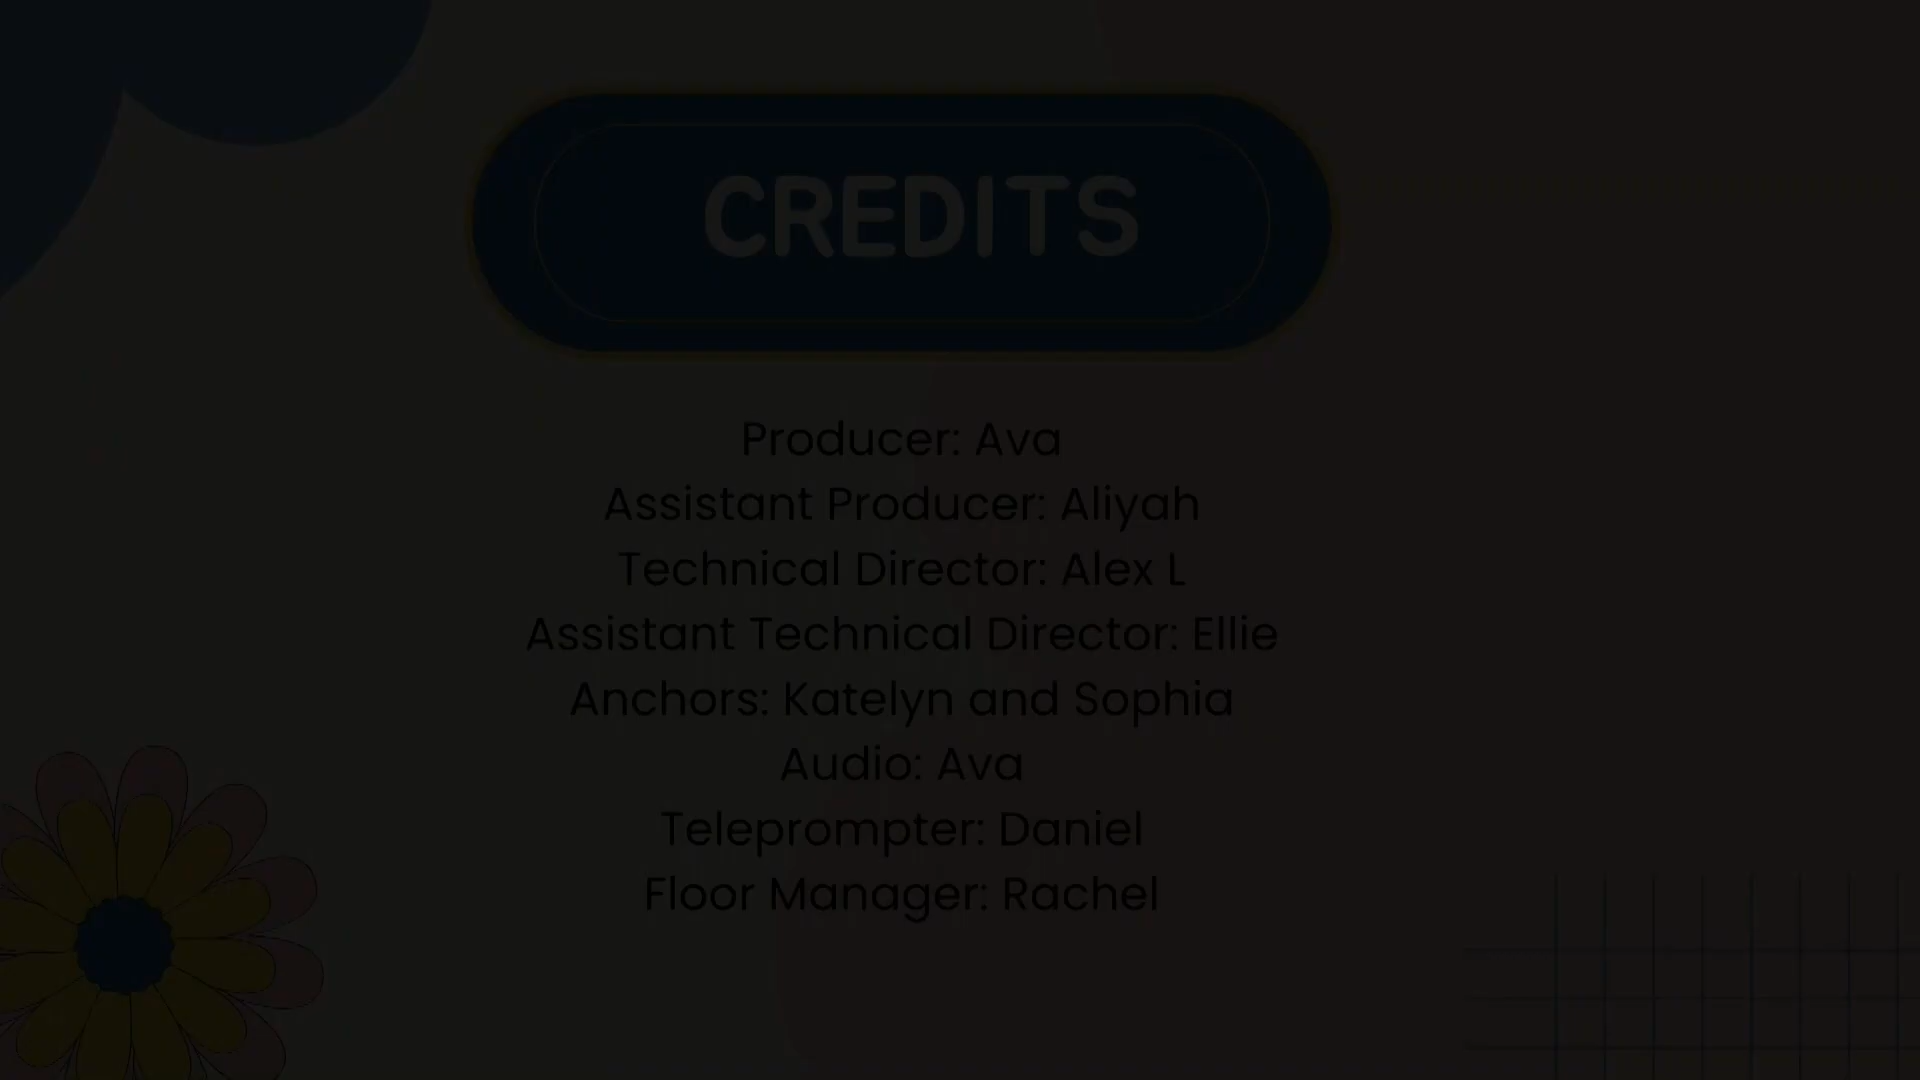 CREDITS
Producer: Ava
Assistant Producer: Aliyah
Technical Director: Alex L
Assistant Technical Director: Ellie
Anchors: Katelyn and Sophia
Audio: Ava
Teleprompter: Daniel
Floor Manager: Rachel